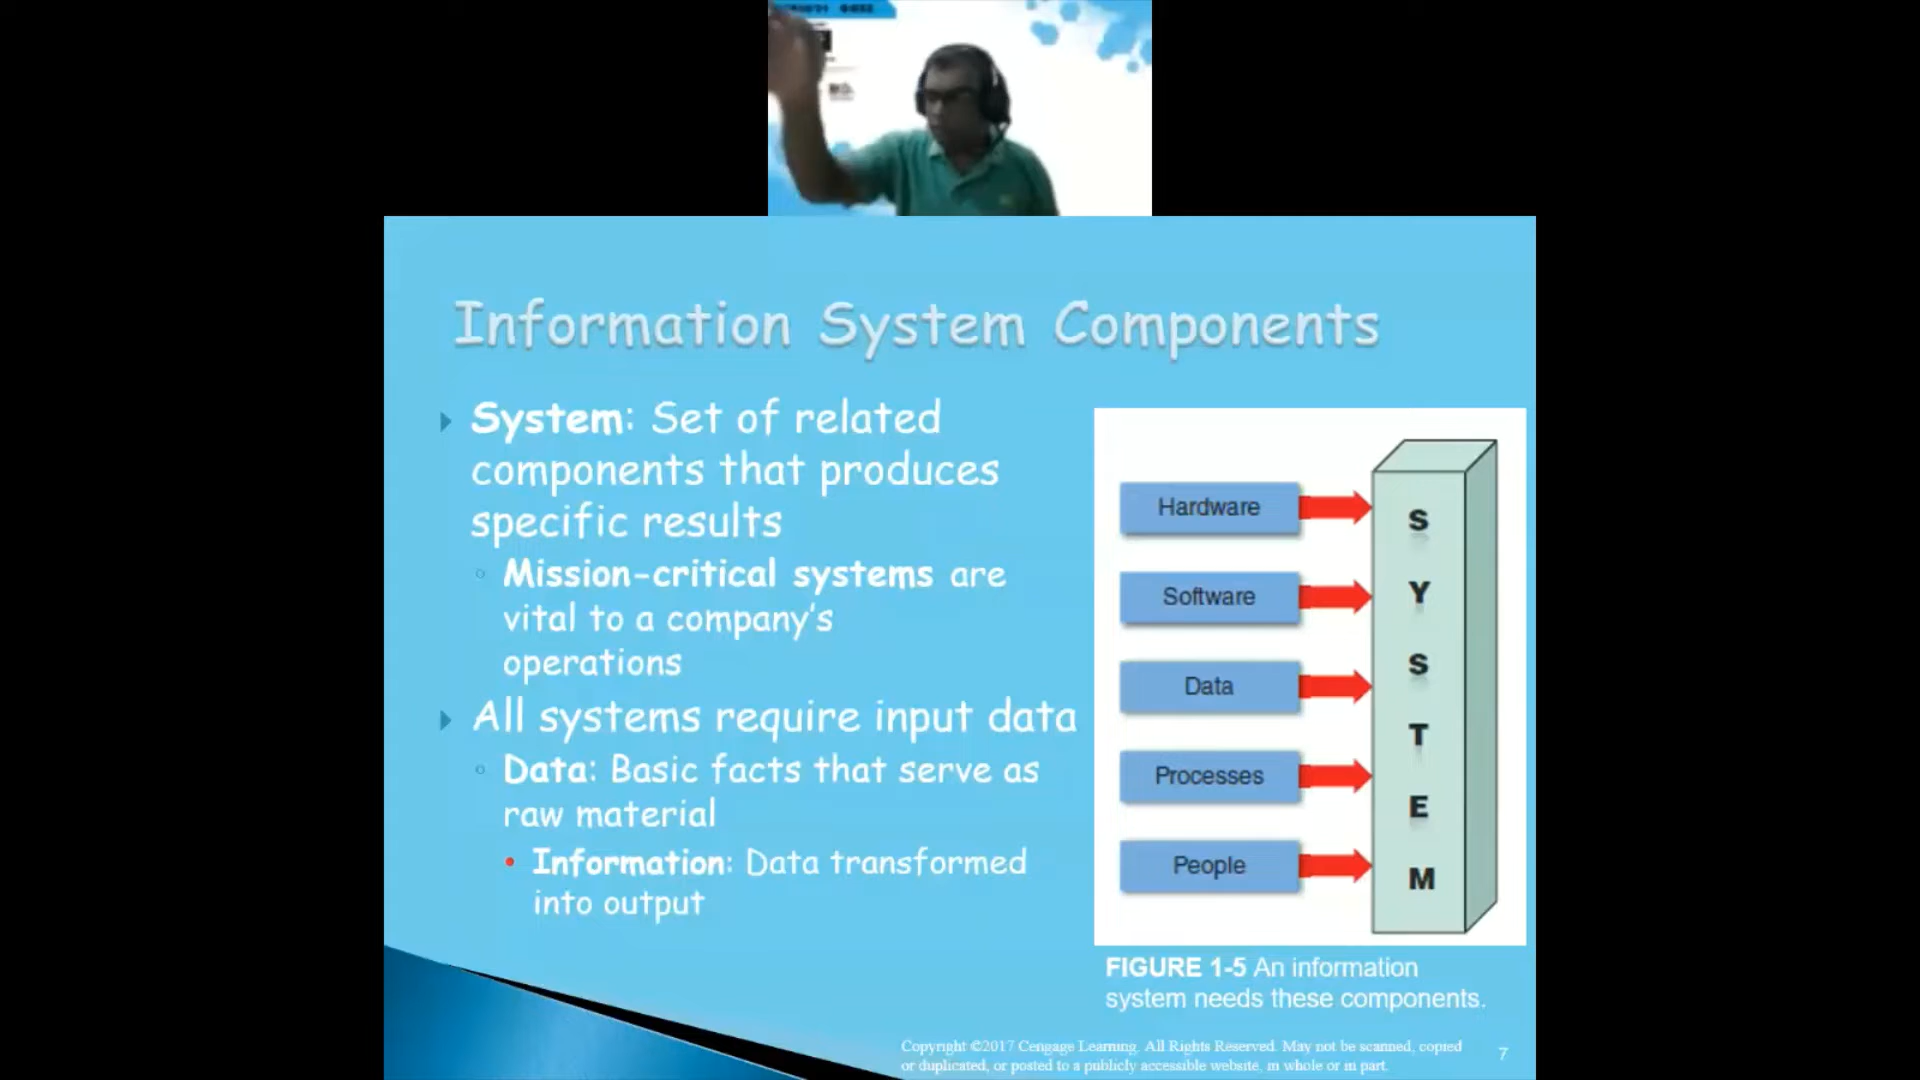 Information System Components
System: Set of related
components that produces
specific results
Mission-critical systems are
vital to a company's
operations
All systems require input data
Data: Basic facts that serve as
raw material
Information: Data transformed
into output
Hardware
Software
Data
Processes
People
S
Y
S
T
E
M
FIGURE 1-5 An information
system needs these components.
Copyright ©2017 Cengage Learning. All Rights Reserved. May not be scanned, copied
or duplicated, or posted to a publicly accessible website, in whole or in part.
7